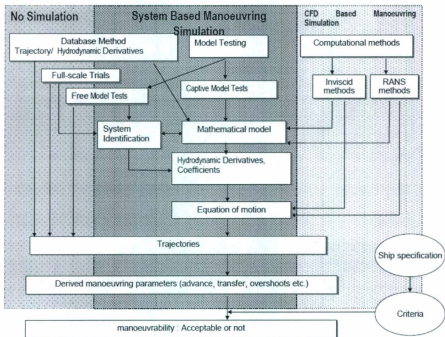 No Simulation
System Based Manoeuvring
Simulation
CFD Based Manoeuvring
Simulation
Database Method
Trajectory/ Hydrodynamic Derivatives
Model Testing
Computational methods
Full-scale Trials
Free Model Tests
Captive Model Tests
Inviscid
methods
RANS
methods
System
Identification
Mathematical model
Hydrodynamic Derivatives,
Coefficients
Equation of motion
Trajectories
Ship specification
Derived manoeuvring parameters (advance, transfer, overshoots etc.)
Criteria
manoeuvrability : Acceptable or not